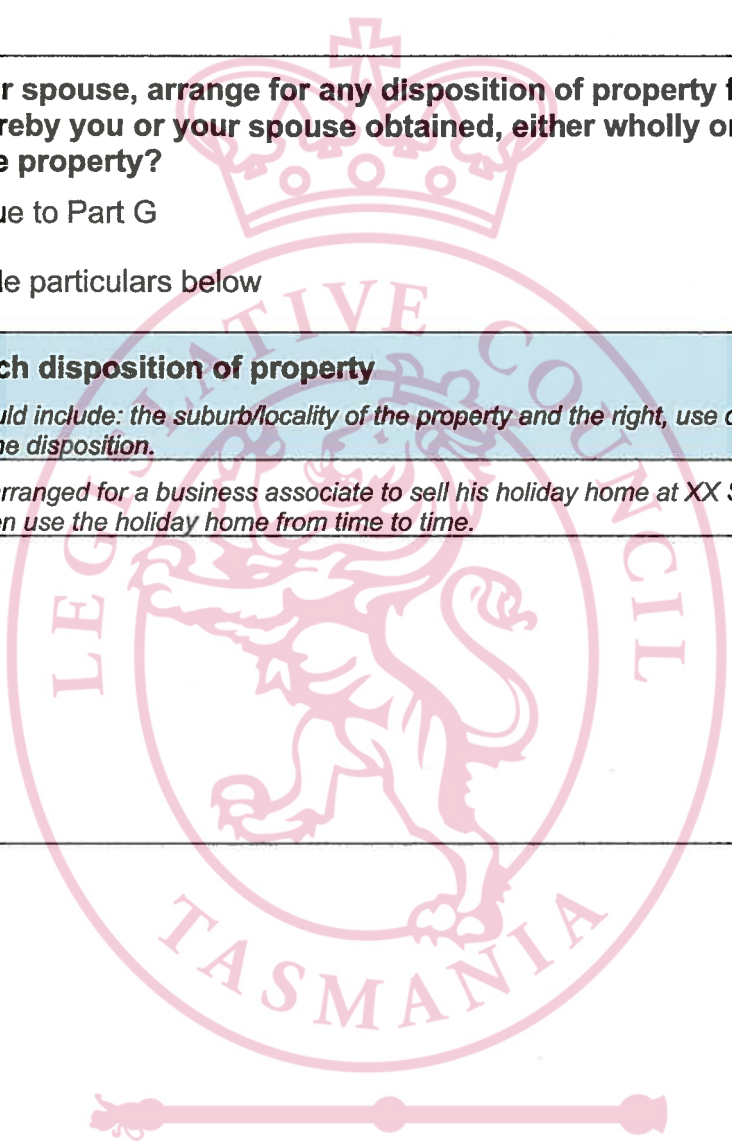 r spouse, arrange for any disposition of property
reby you or your spouse obtained, either wholly or
e property?
ue to Part G
le particulars below
ch disposition of property
uld include: the suburb/locality of the property and the right, use
he disposition.
rranged for a business associate to sell his holiday home at XX
en use the holiday home from time to time.
LEGISLATIVE COUNCIL
TASMANIA